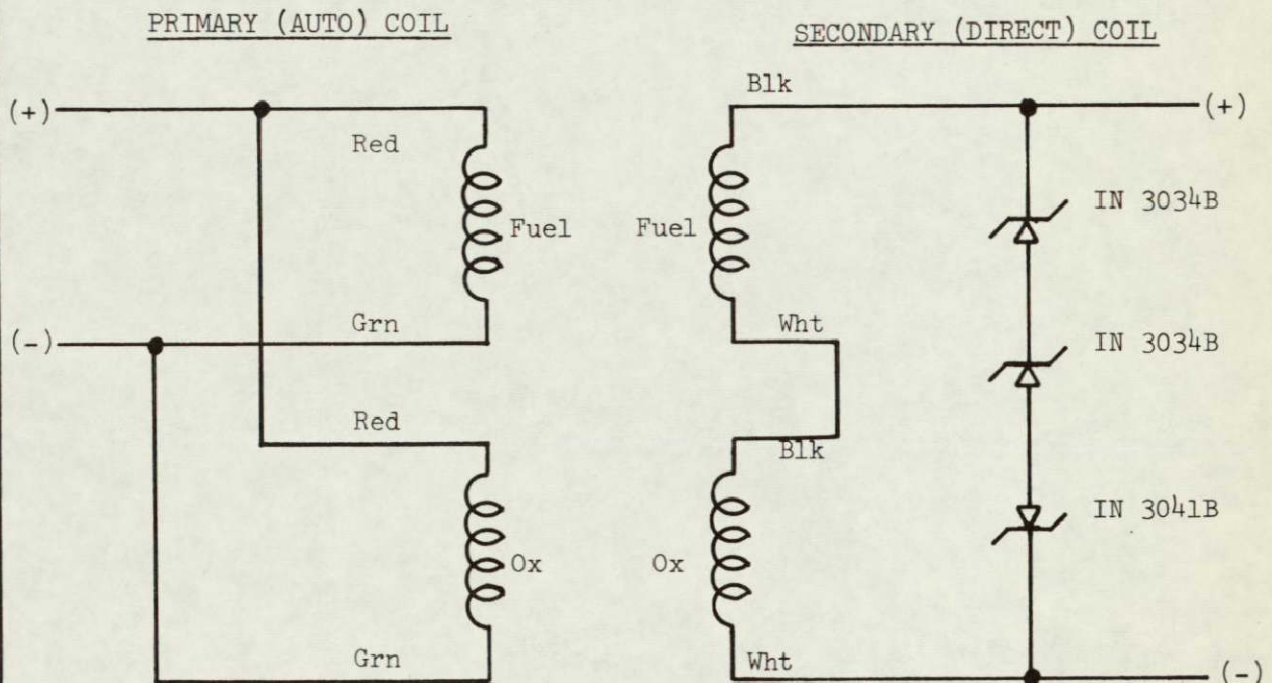 PRIMARY (AUTO) COIL
SECONDARY (DIRECT) COIL
(+)
Red
Fuel
Grn
(-)
Red
Ox
Grn
Blk
(+)
Fuel
Wht
Blk
Ox
Wht
(-)
IN 3034B
IN 3034B
IN 3041B